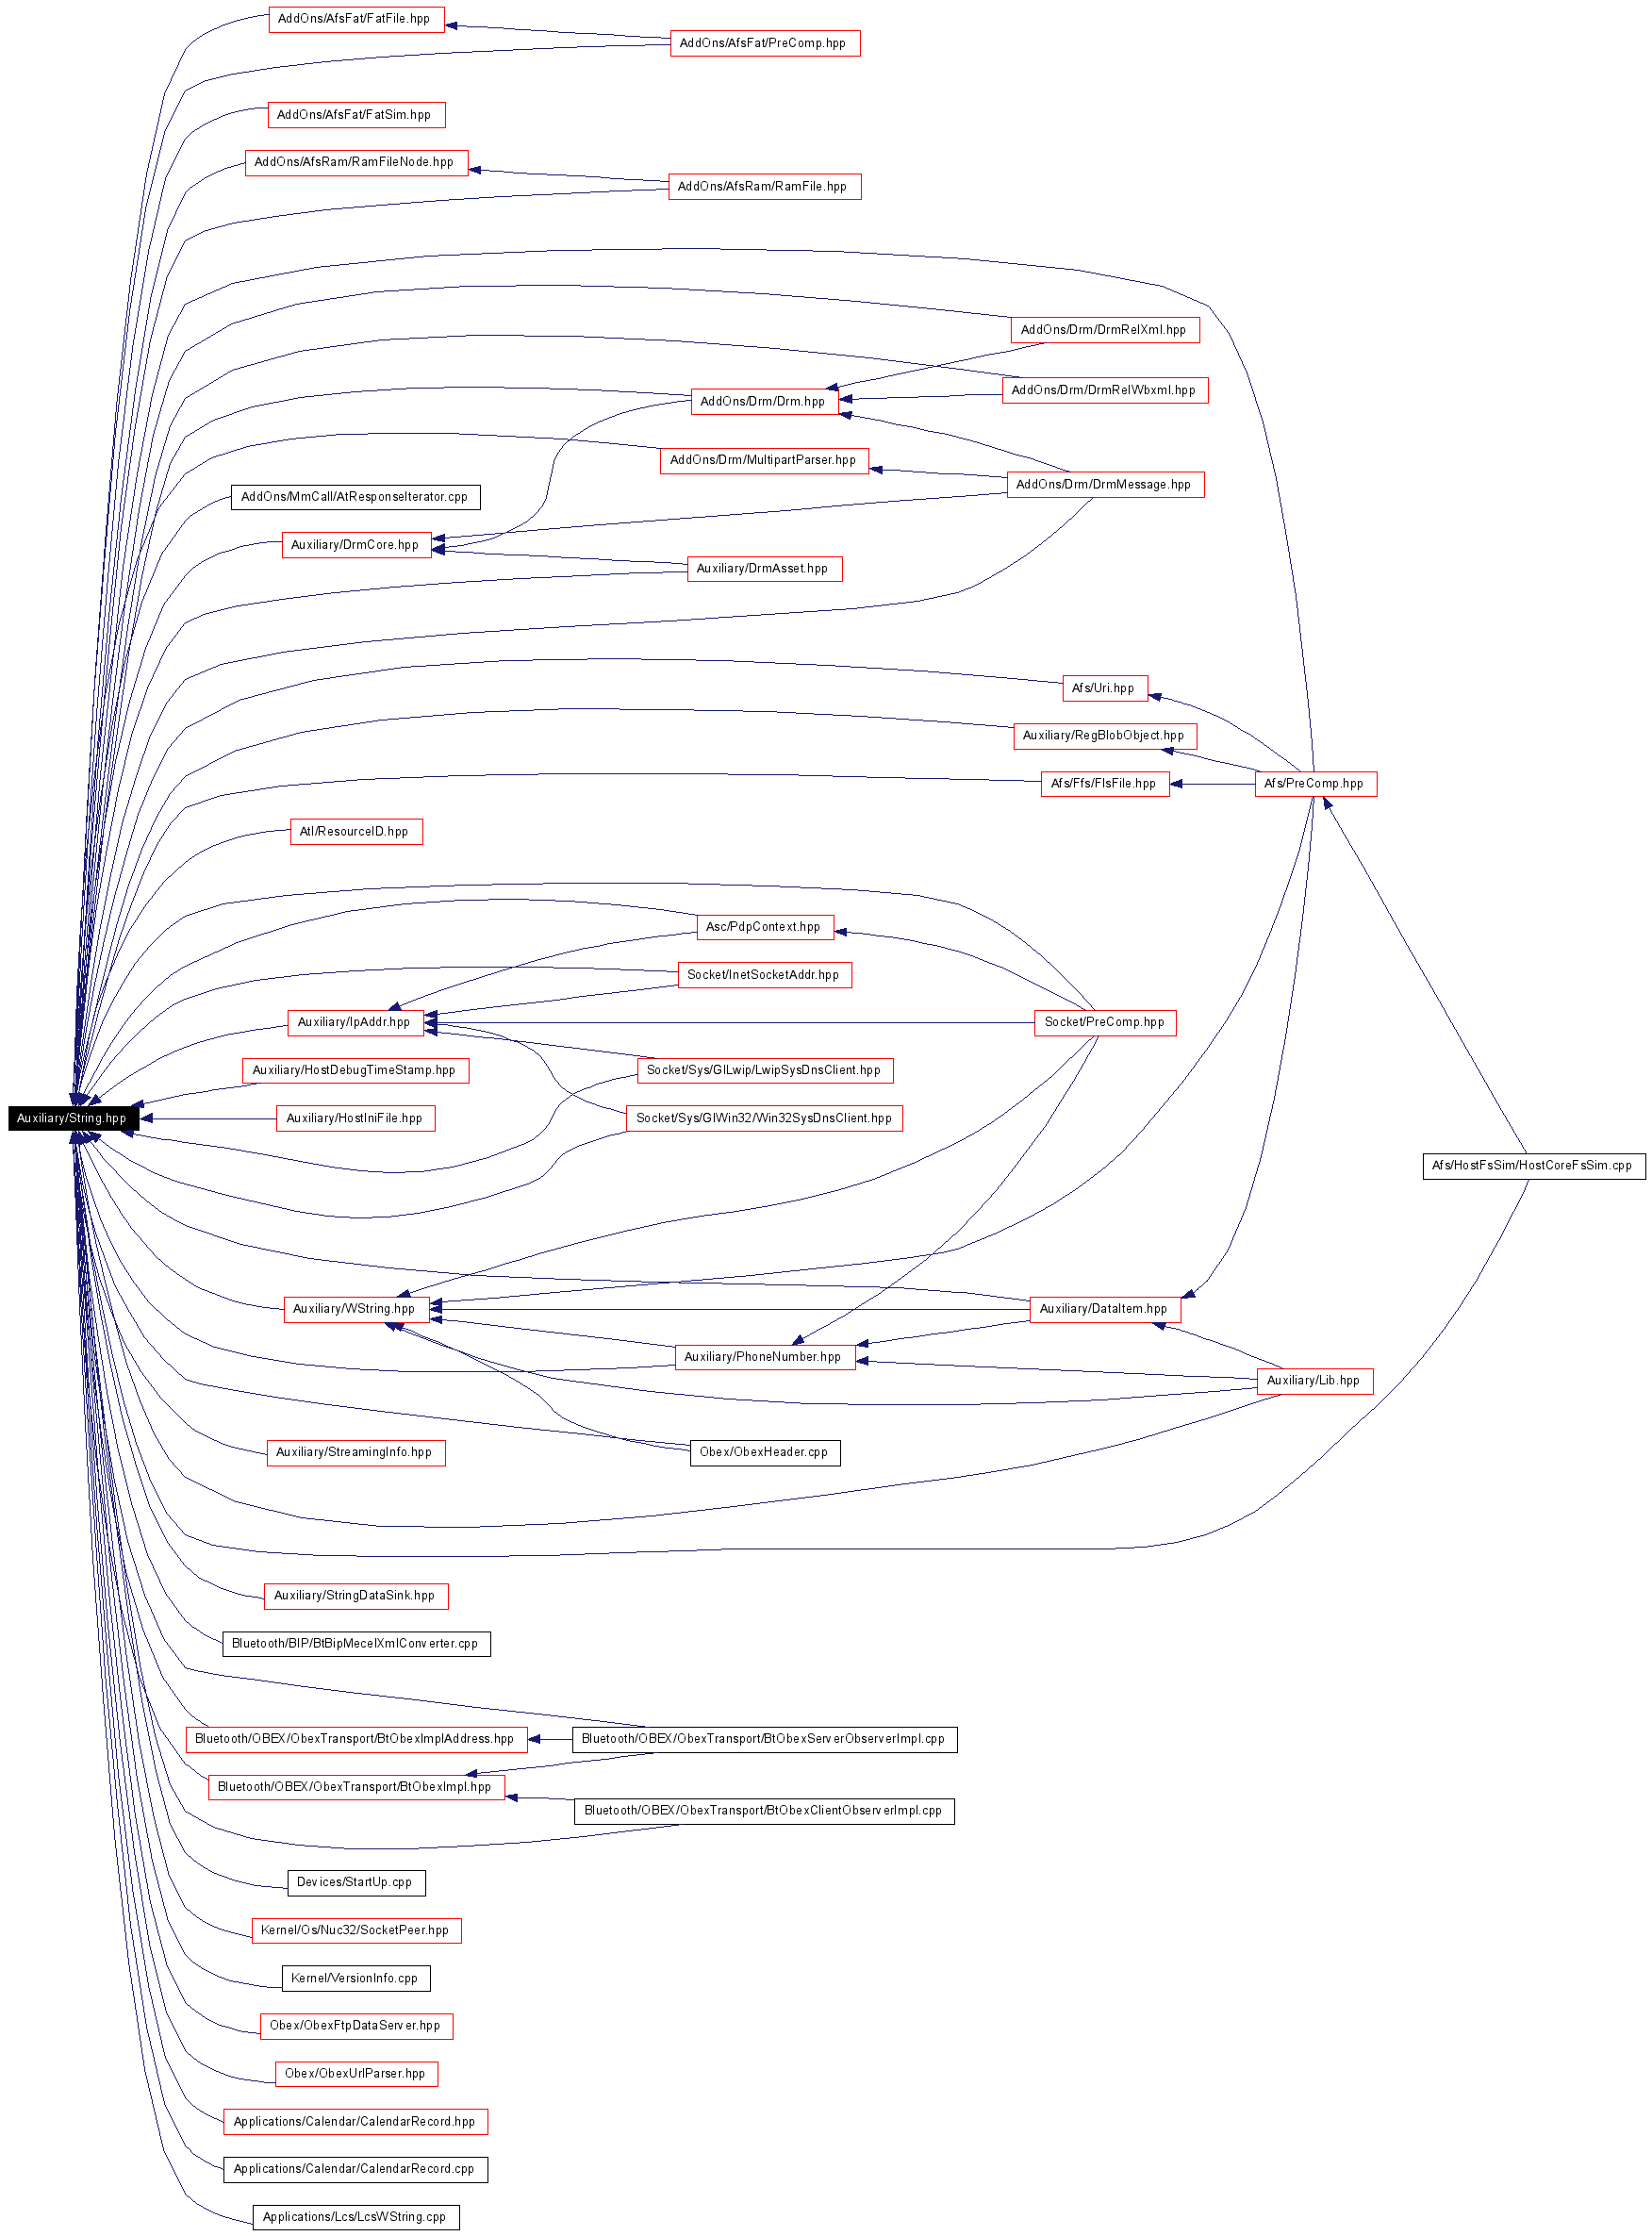 AddOns/AfsFat/FatFile.hpp
AddOns/AfsFat/PreComp.hpp
AddOns/AfsFat/FatSim.hpp
AddOns/AfsRam/RamFileNode.hpp
AddOns/AfsRam/RamFile.hpp
AddOns/Drm/DrmRelXml.hpp
AddOns/Drm/DrmRelWbxml.hpp
AddOns/Drm/Drm.hpp
AddOns/Drm/MultipartParser.hpp
AddOns/Drm/DrmMessage.hpp
AddOns/MmCall/AtResponseIterator.cpp
Auxiliary/DrmCore.hpp
Auxiliary/DrmAsset.hpp
Afs/Uri.hpp
Auxiliary/RegBlobObject.hpp
Afs/Ffs/FlsFile.hpp
Afs/PreComp.hpp
Atl/ResourceID.hpp
Asc/PdpContext.hpp
Socket/InetSocketAddr.hpp
Auxiliary/IpAddr.hpp
Socket/PreComp.hpp
Auxiliary/HostDebugTimeStamp.hpp
Socket/Sys/GlLwip/LwipSysDnsClient.hpp
Auxiliary/String.hpp
Auxiliary/HostIniFile.hpp
Socket/Sys/GlWin32/Win32SysDnsClient.hpp
Afs/HostFsSim/HostCoreFsSim.cpp
Auxiliary/WString.hpp
Auxiliary/DataItem.hpp
Auxiliary/PhoneNumber.hpp
Auxiliary/Lib.hpp
Auxiliary/StreamingInfo.hpp
Obex/ObexHeader.cpp
Auxiliary/StringDataSink.hpp
Bluetooth/BIP/BtBipMecelXmlConverter.cpp
Bluetooth/OBEX/ObexTransport/BtObexImplAddress.hpp
Bluetooth/OBEX/ObexTransport/BtObexServerObserverImpl.cpp
Bluetooth/OBEX/ObexTransport/BtObexImpl.hpp
Bluetooth/OBEX/ObexTransport/BtObexClientObserverImpl.cpp
Devices/StartUp.cpp
Kernel/Os/Nuc32/SocketPeer.hpp
Kernel/VersionInfo.cpp
Obex/ObexFtpDataServer.hpp
Obex/ObexUrlParser.hpp
Applications/Calendar/CalendarRecord.hpp
Applications/Calendar/CalendarRecord.cpp
Applications/Lcs/LcsWString.cpp